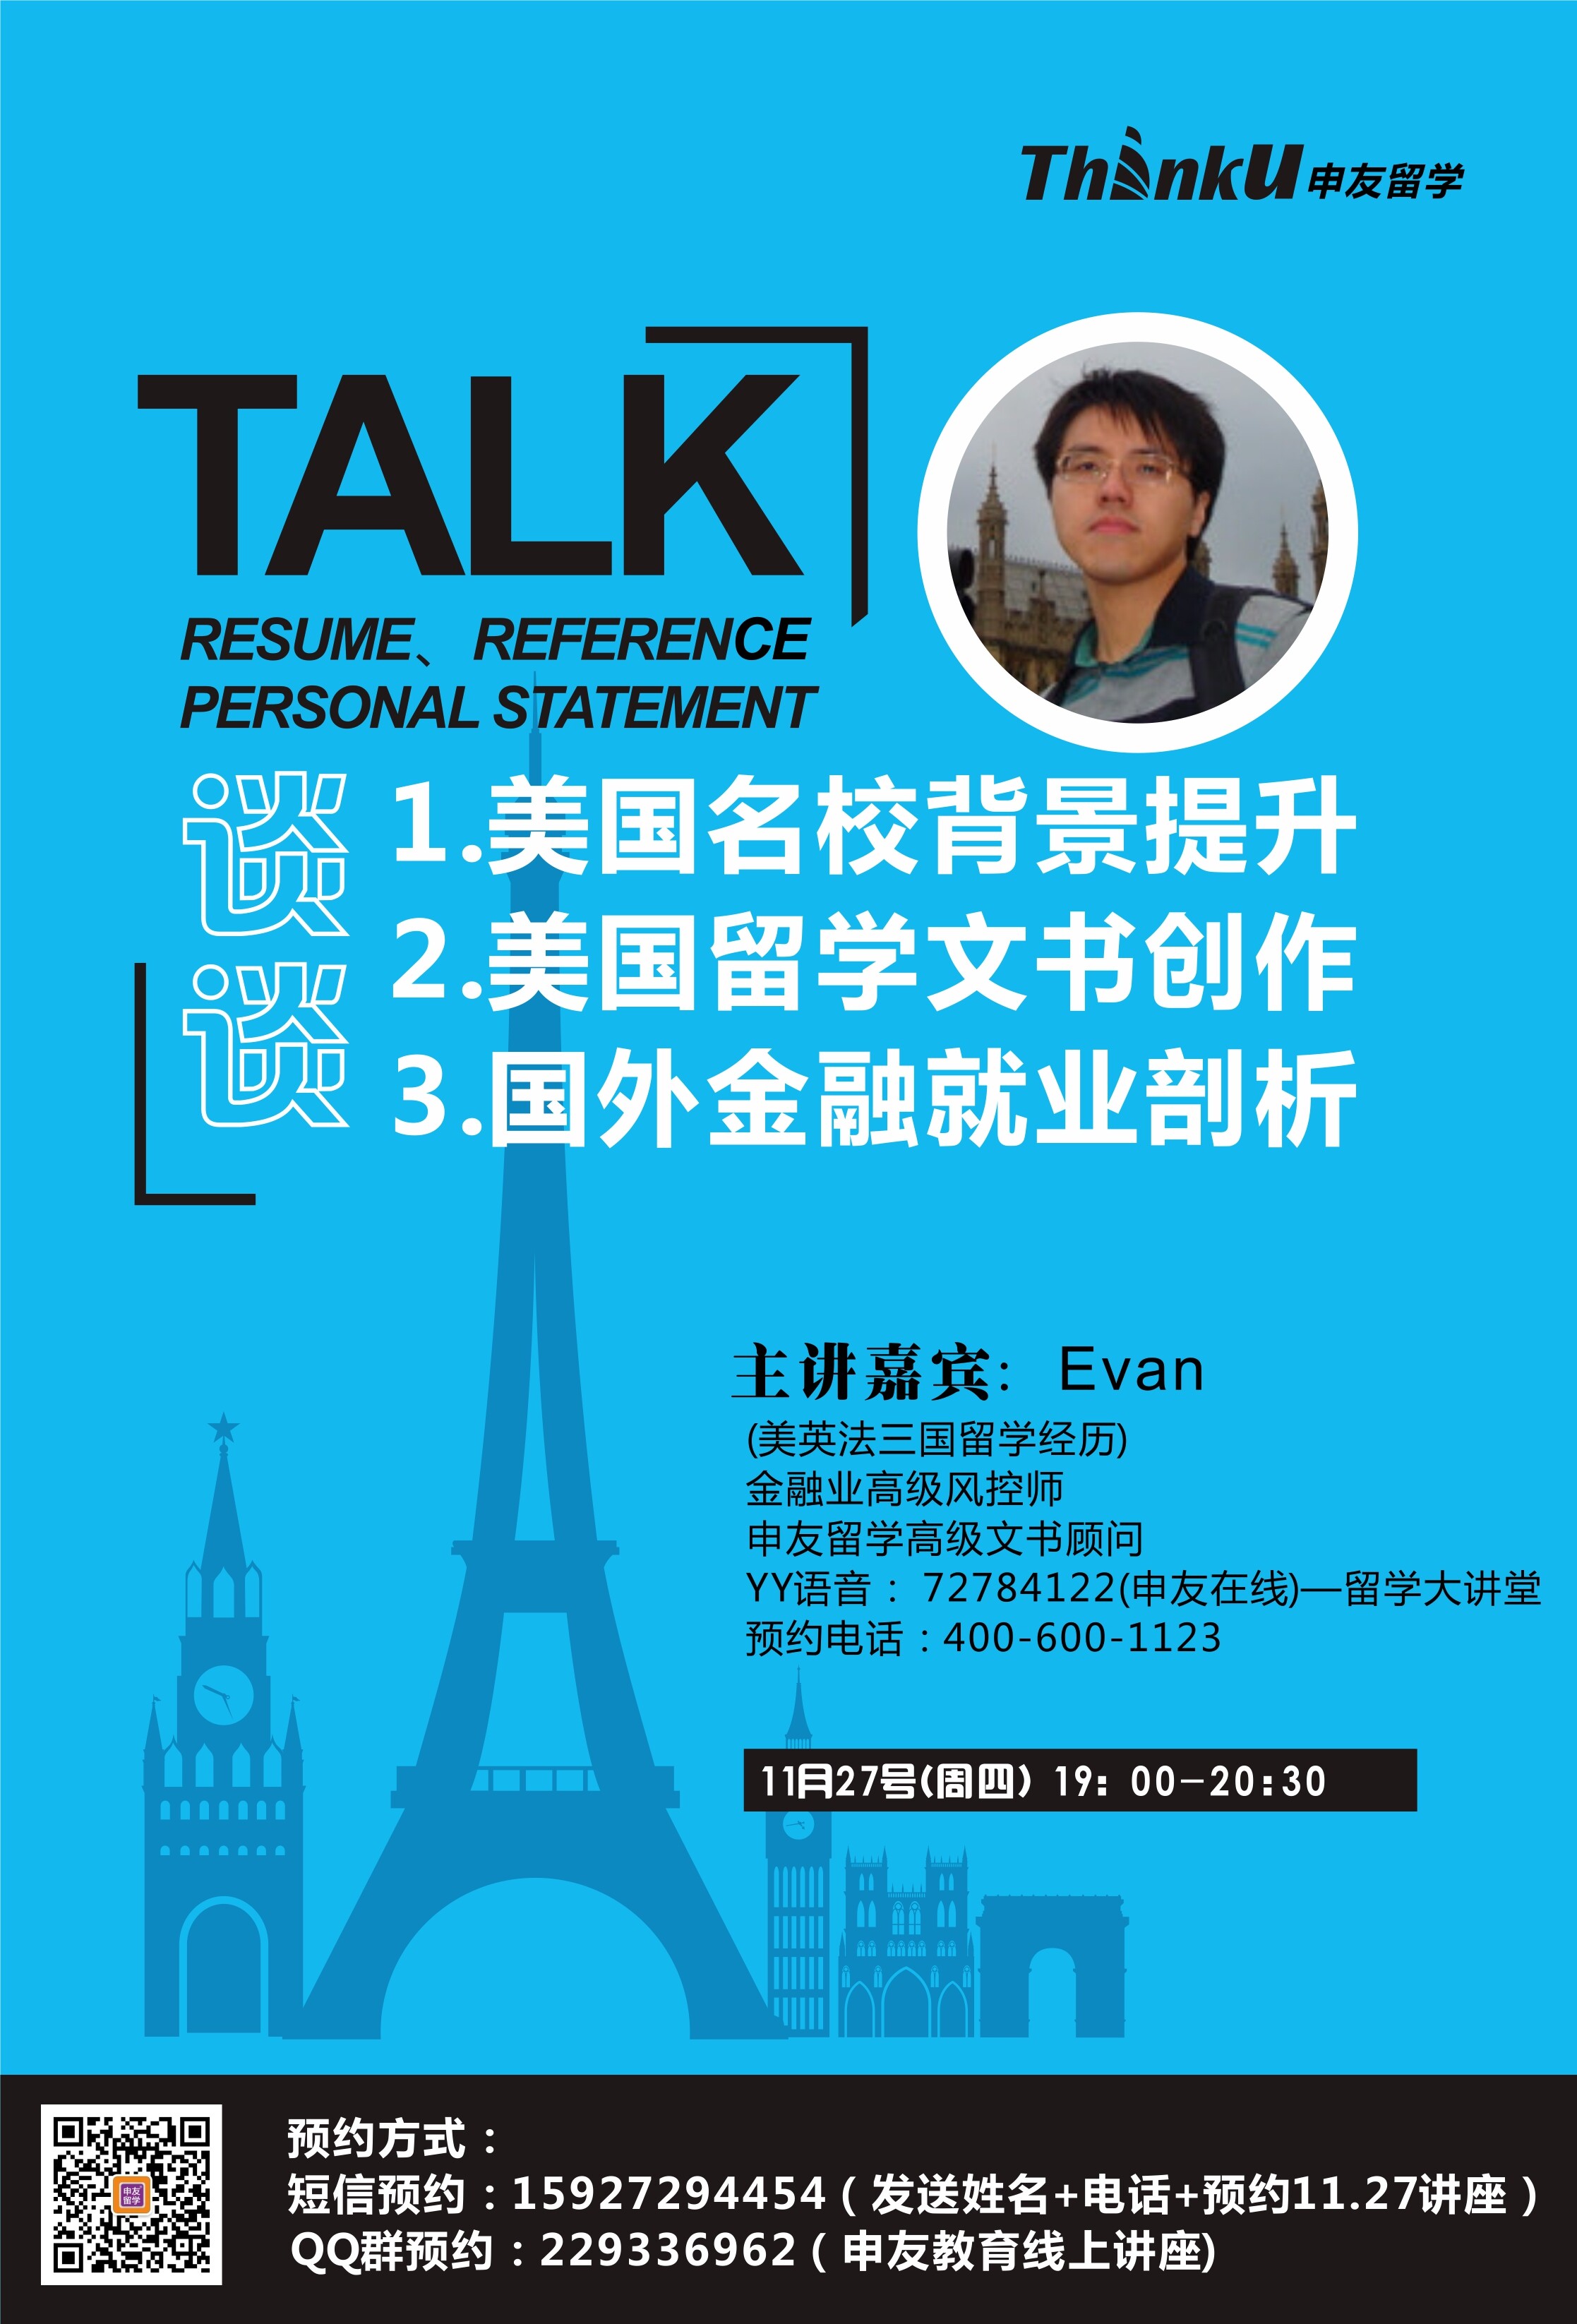 ThinkU 申友留学
TALK
RESUME、REFERENCE
PERSONAL STATEMENT
谈谈
1.美国名校背景提升
2.美国留学文书创作
3.国外金融就业剖析
主讲嘉宾：Evan
(美英法三国留学经历)
金融业高级风控师
申友留学高级文书顾问
YY语音：72784122(申友在线)—留学大讲堂
预约电话：400-600-1123
11月27号(周四) 19：00-20:30
申友
留学
预约方式：
短信预约：15927294454（发送姓名+电话+预约11.27讲座）
QQ群预约：229336962（申友教育线上讲座)